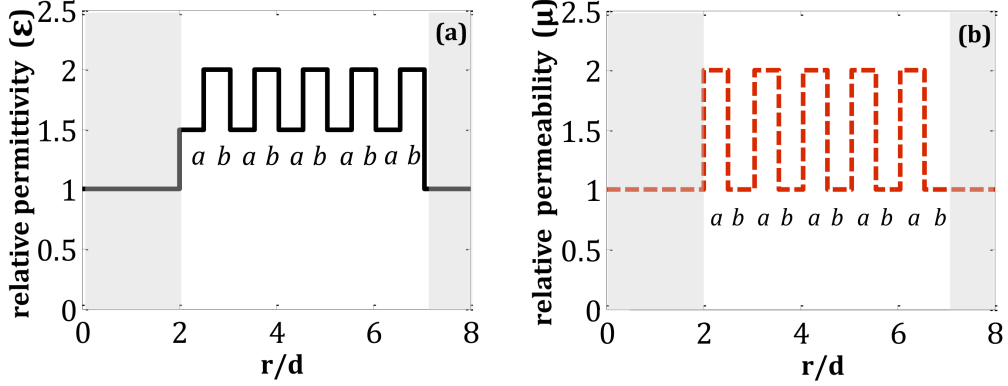 2.5
2
1.5
1
0.5
0
relative permittivity (ε)
(a)
a b a b a b a b a b
0 2 4 6 8
r/d
2.5
2
1.5
1
0.5
0
relative permeability (μ)
(b)
a b a b a b a b a b
0 2 4 6 8
r/d